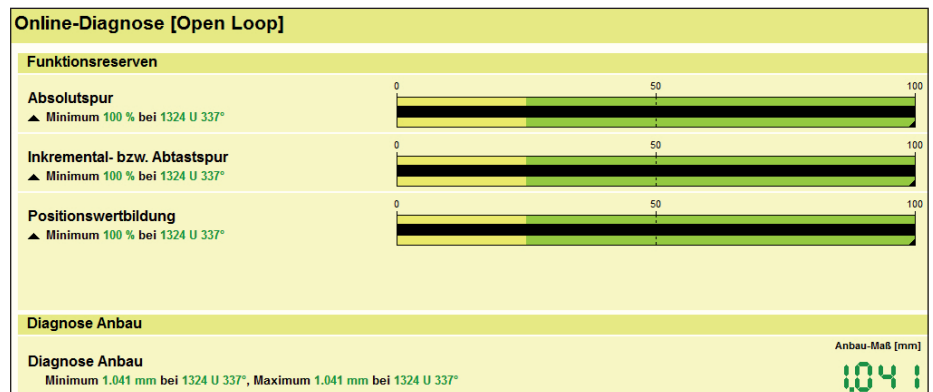 Online-Diagnose [Open Loop]
Funktionsreserven
Absolutspur
Minimum 100 % bei 1324 U 337°
0 50 100
Inkremental- bzw. Abtastspur
Minimum 100 % bei 1324 U 337°
0 50 100
Positionswertbildung
Minimum 100 % bei 1324 U 337°
0 50 100
Diagnose Anbau
Anbau-Maß [mm]
Diagnose Anbau
Minimum 1.041 mm bei 1324 U 337°, Maximum 1.041 mm bei 1324 U 337°
1.041